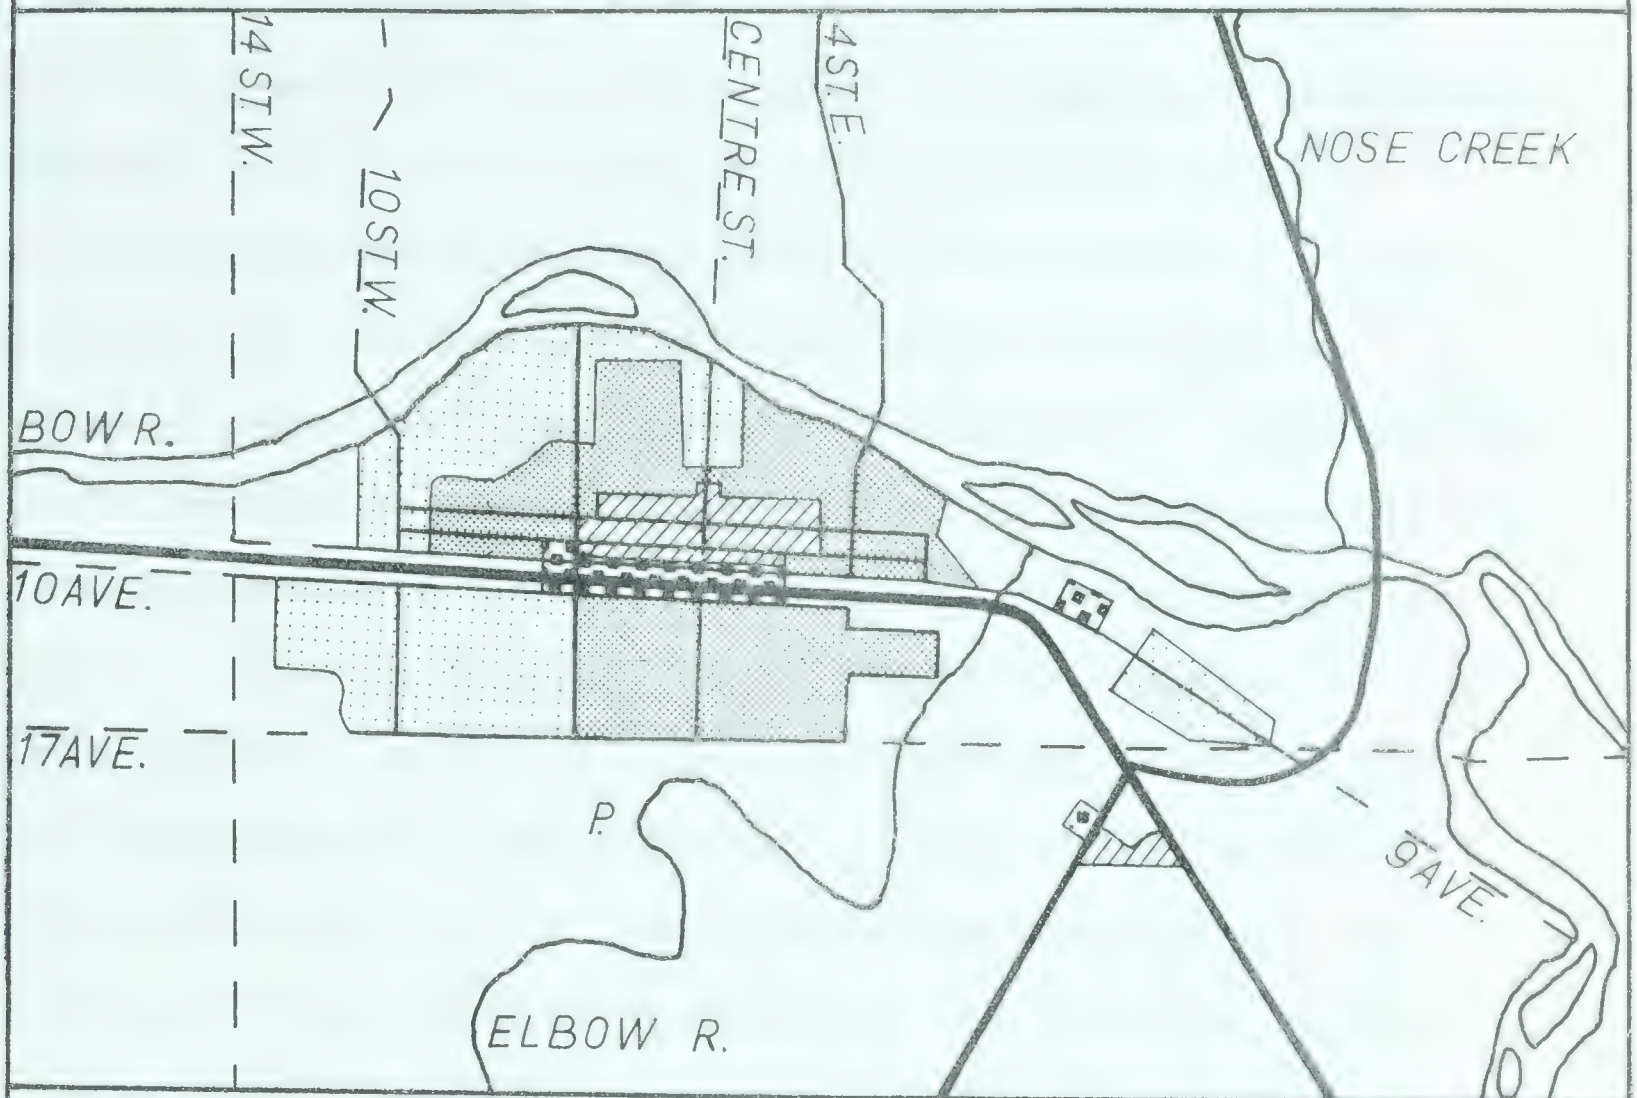 14 ST. W.
10 ST. W.
CENTRE ST.
4 ST. E.
NOSE CREEK
BOW R.
10 AVE.
17 AVE.
P.
9 AVE.
ELBOW R.